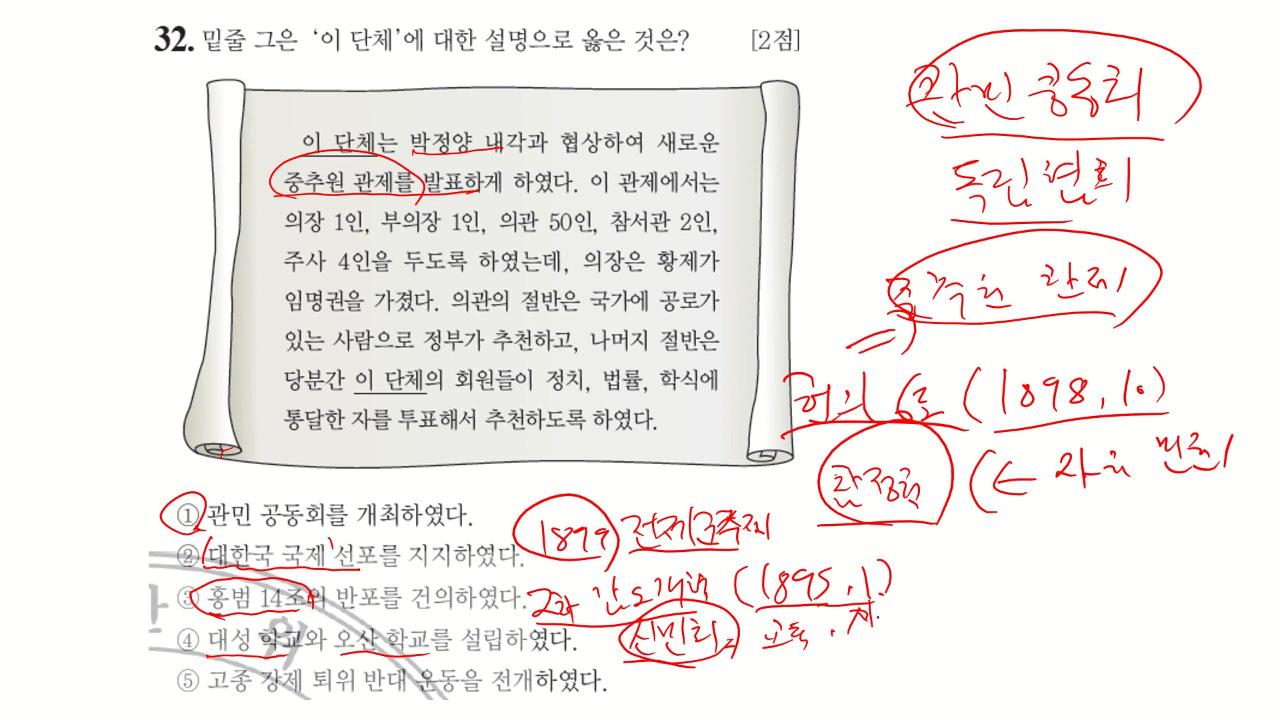 32. 밑줄 그은 '이 단체'에 대한 설명으로 옳은 것은? [2점]
이 단체는 박정양 내각과 협상하여 새로운
중추원 관제를 발표하게 하였다. 이 관제에서는
의장 1인, 부의장 1인, 의관 50인, 참서관 2인,
주사 4인을 두도록 하였는데, 의장은 황제가
임명권을 가졌다. 의관의 절반은 국가에 공로가
있는 사람으로 정부가 추천하고, 나머지 절반은
당분간 이 단체의 회원들이 정치, 법률, 학식에
통달한 자를 투표해서 추천하도록 하였다.
① 관민 공동회를 개최하였다.
② 대한국 국제 선포를 지지하였다.
③ 홍범 14조의 반포를 건의하였다.
④ 대성 학교와 오산 학교를 설립하였다.
⑤ 고종 강제 퇴위 반대 운동을 전개하였다.
관민 공동회
독립협회
중추원 관제
헌의 6조 (1898, 10)
1899
2차 갑오개혁 (1895, 1)
신민회